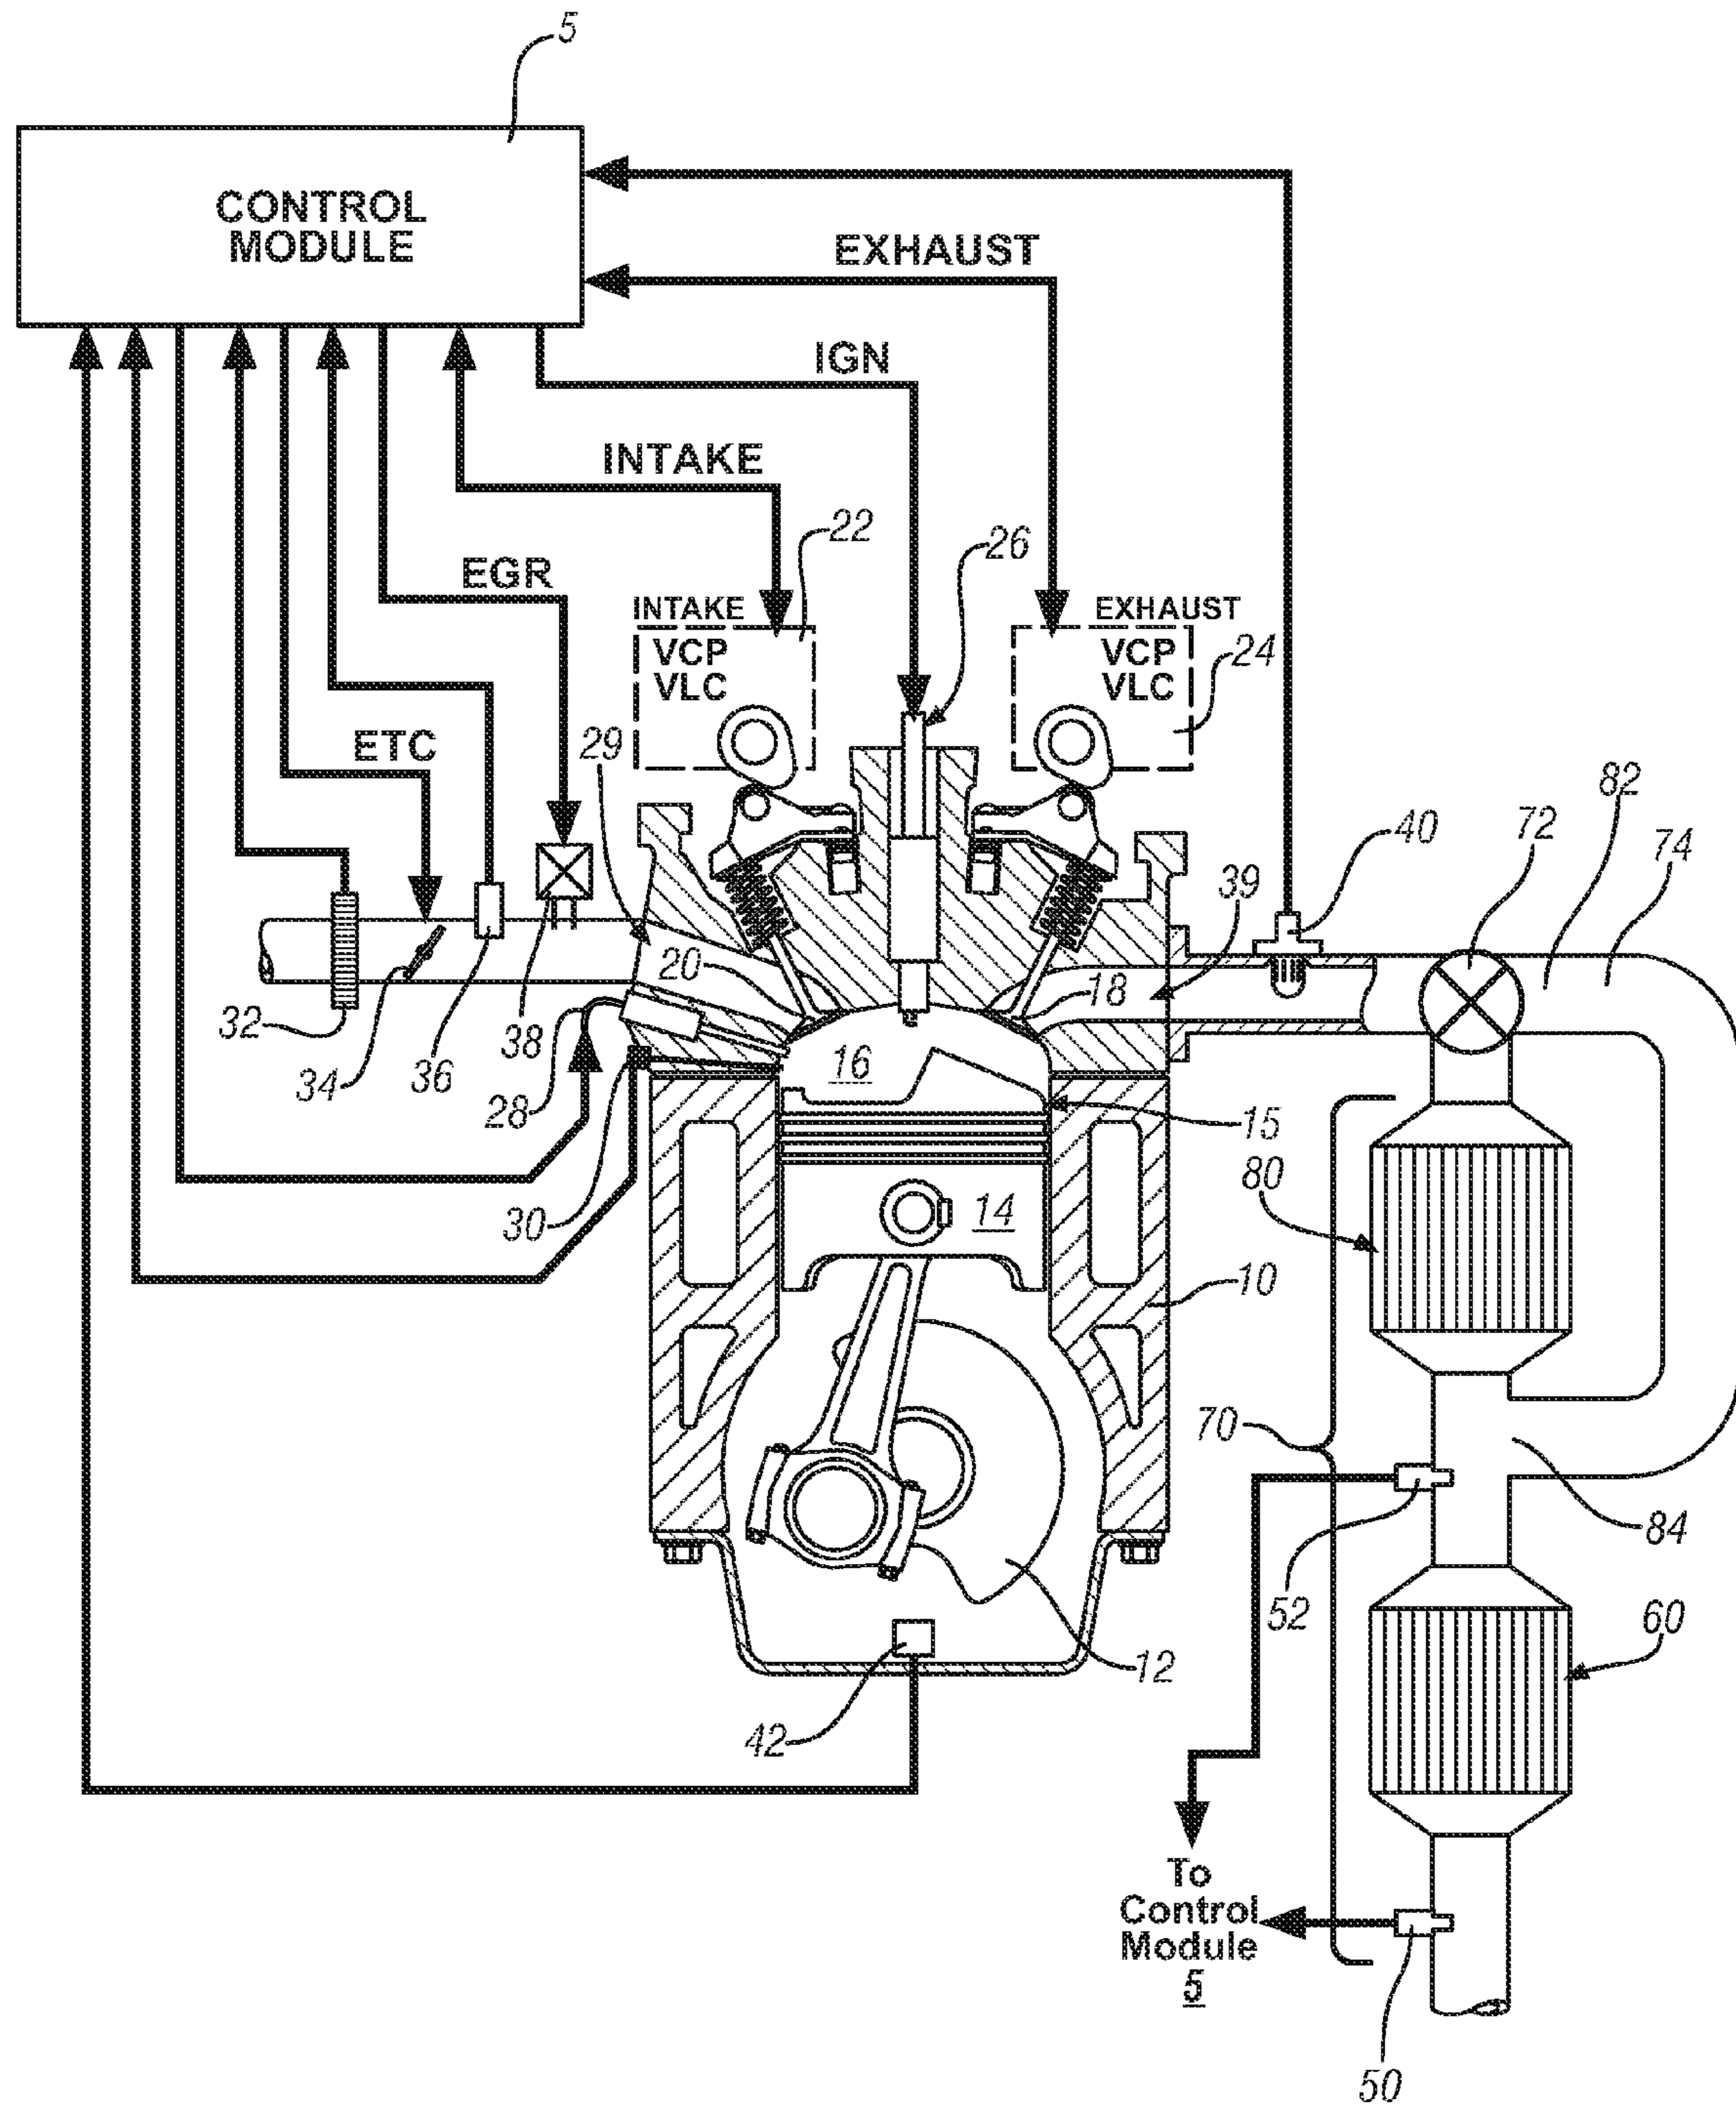 5
CONTROL
MODULE
EXHAUST
IGN
INTAKE
22
26
EGR
INTAKE
VCP
VLC
EXHAUST
VCP
VLC
24
ETC
29
40
72
82
74
39
20
18
32
34
36
38
28
28
16
30
15
14
80
10
70
84
52
60
12
42
To
Control
Module
5
50